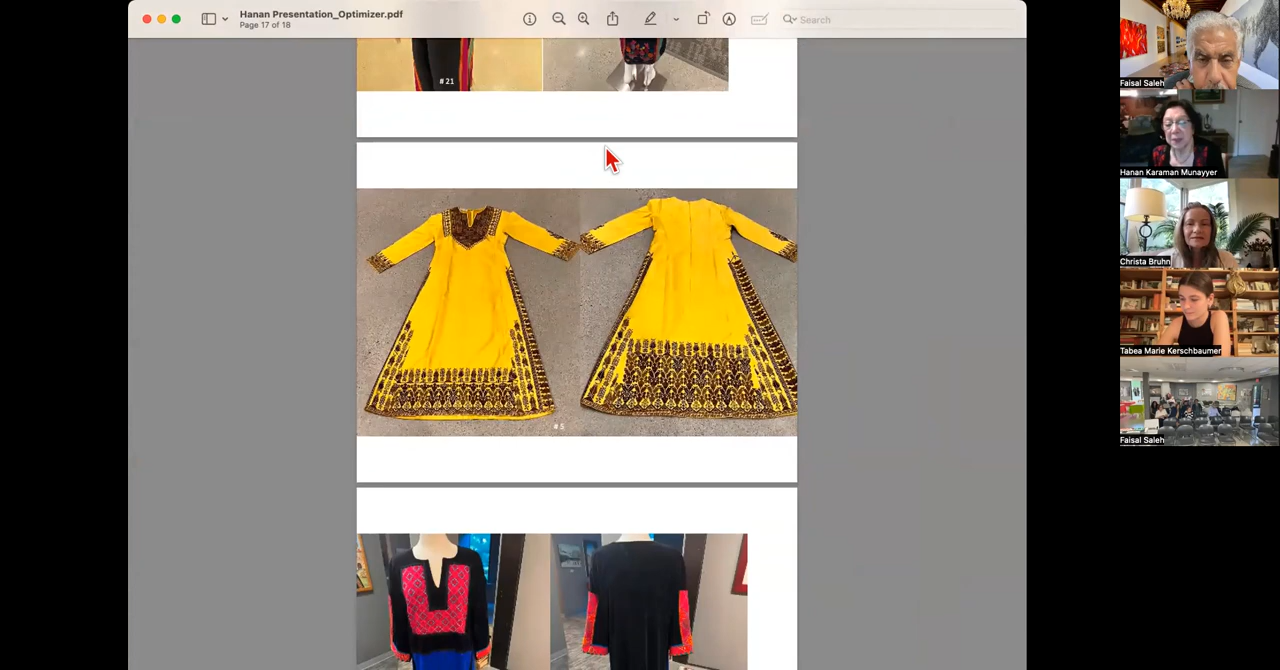 Hanan Presentation_Optimizer.pdf
Page 17 of 18
Search
# 21
# 5
Faisal Saleh
Hanan Karaman Munayyer
Christa Bruhn
Tabea Marie Kerschbaumer
Faisal Saleh